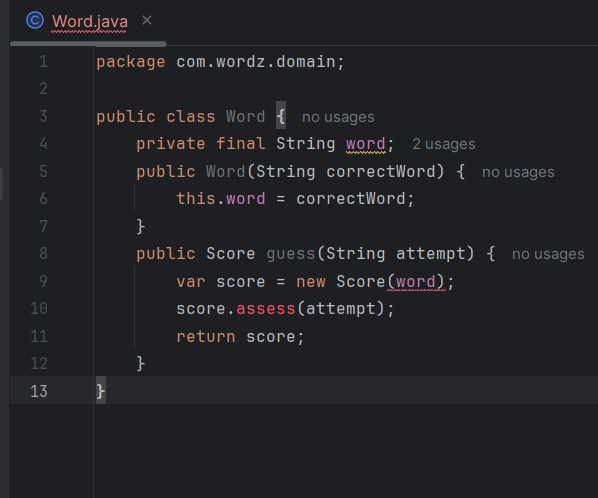 C Word.java ×
1 package com.wordz.domain;
2
3 public class Word { no usages
4     private final String word; 2 usages
5     public Word(String correctWord) { no usages
6         this.word = correctWord;
7     }
8     public Score guess(String attempt) { no usages
9         var score = new Score(word);
10         score.assess(attempt);
11         return score;
12     }
13 }